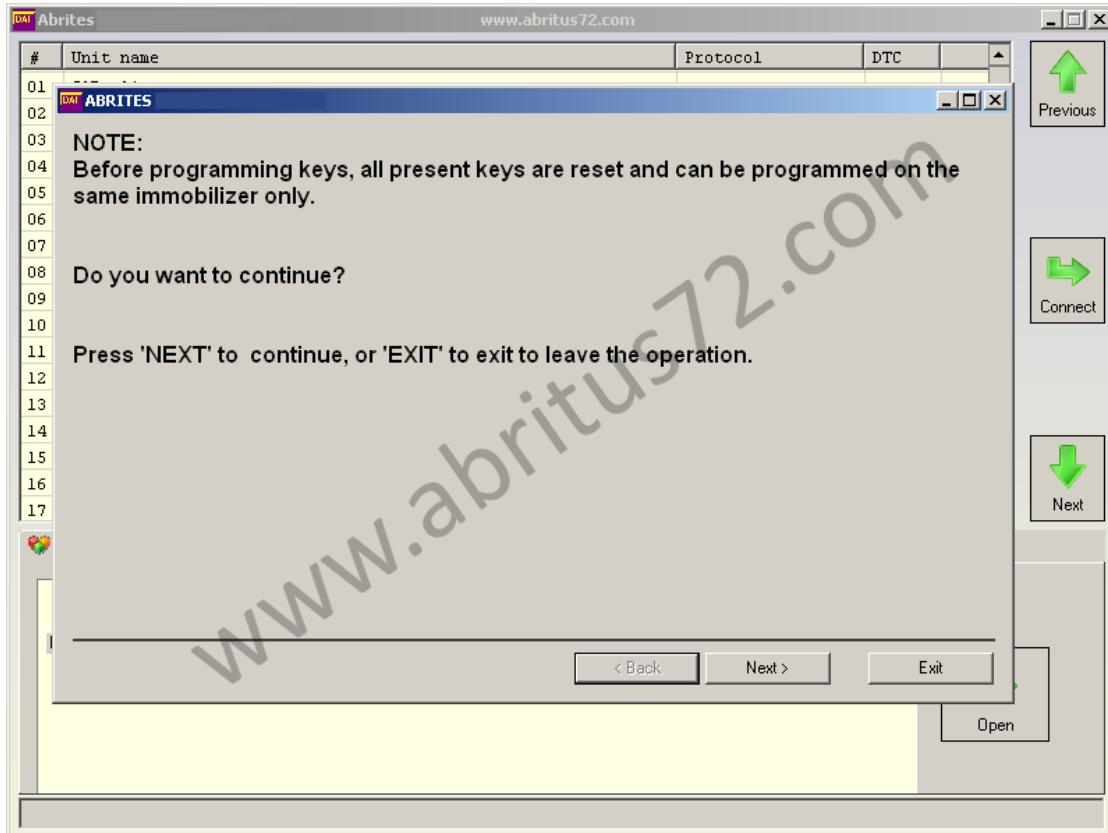 DAI Abrites www.abritus72.com
# Unit name Protocol DTC
01
02
03
04
05
06
07
08
09
10
11
12
13
14
15
16
17
Previous
Connect
Next
DAI ABRITES
NOTE:
Before programming keys, all present keys are reset and can be programmed on the
same immobilizer only.
Do you want to continue?
Press 'NEXT' to  continue, or 'EXIT' to exit to leave the operation.
www.abritus72.com
< Back Next > Exit
Open